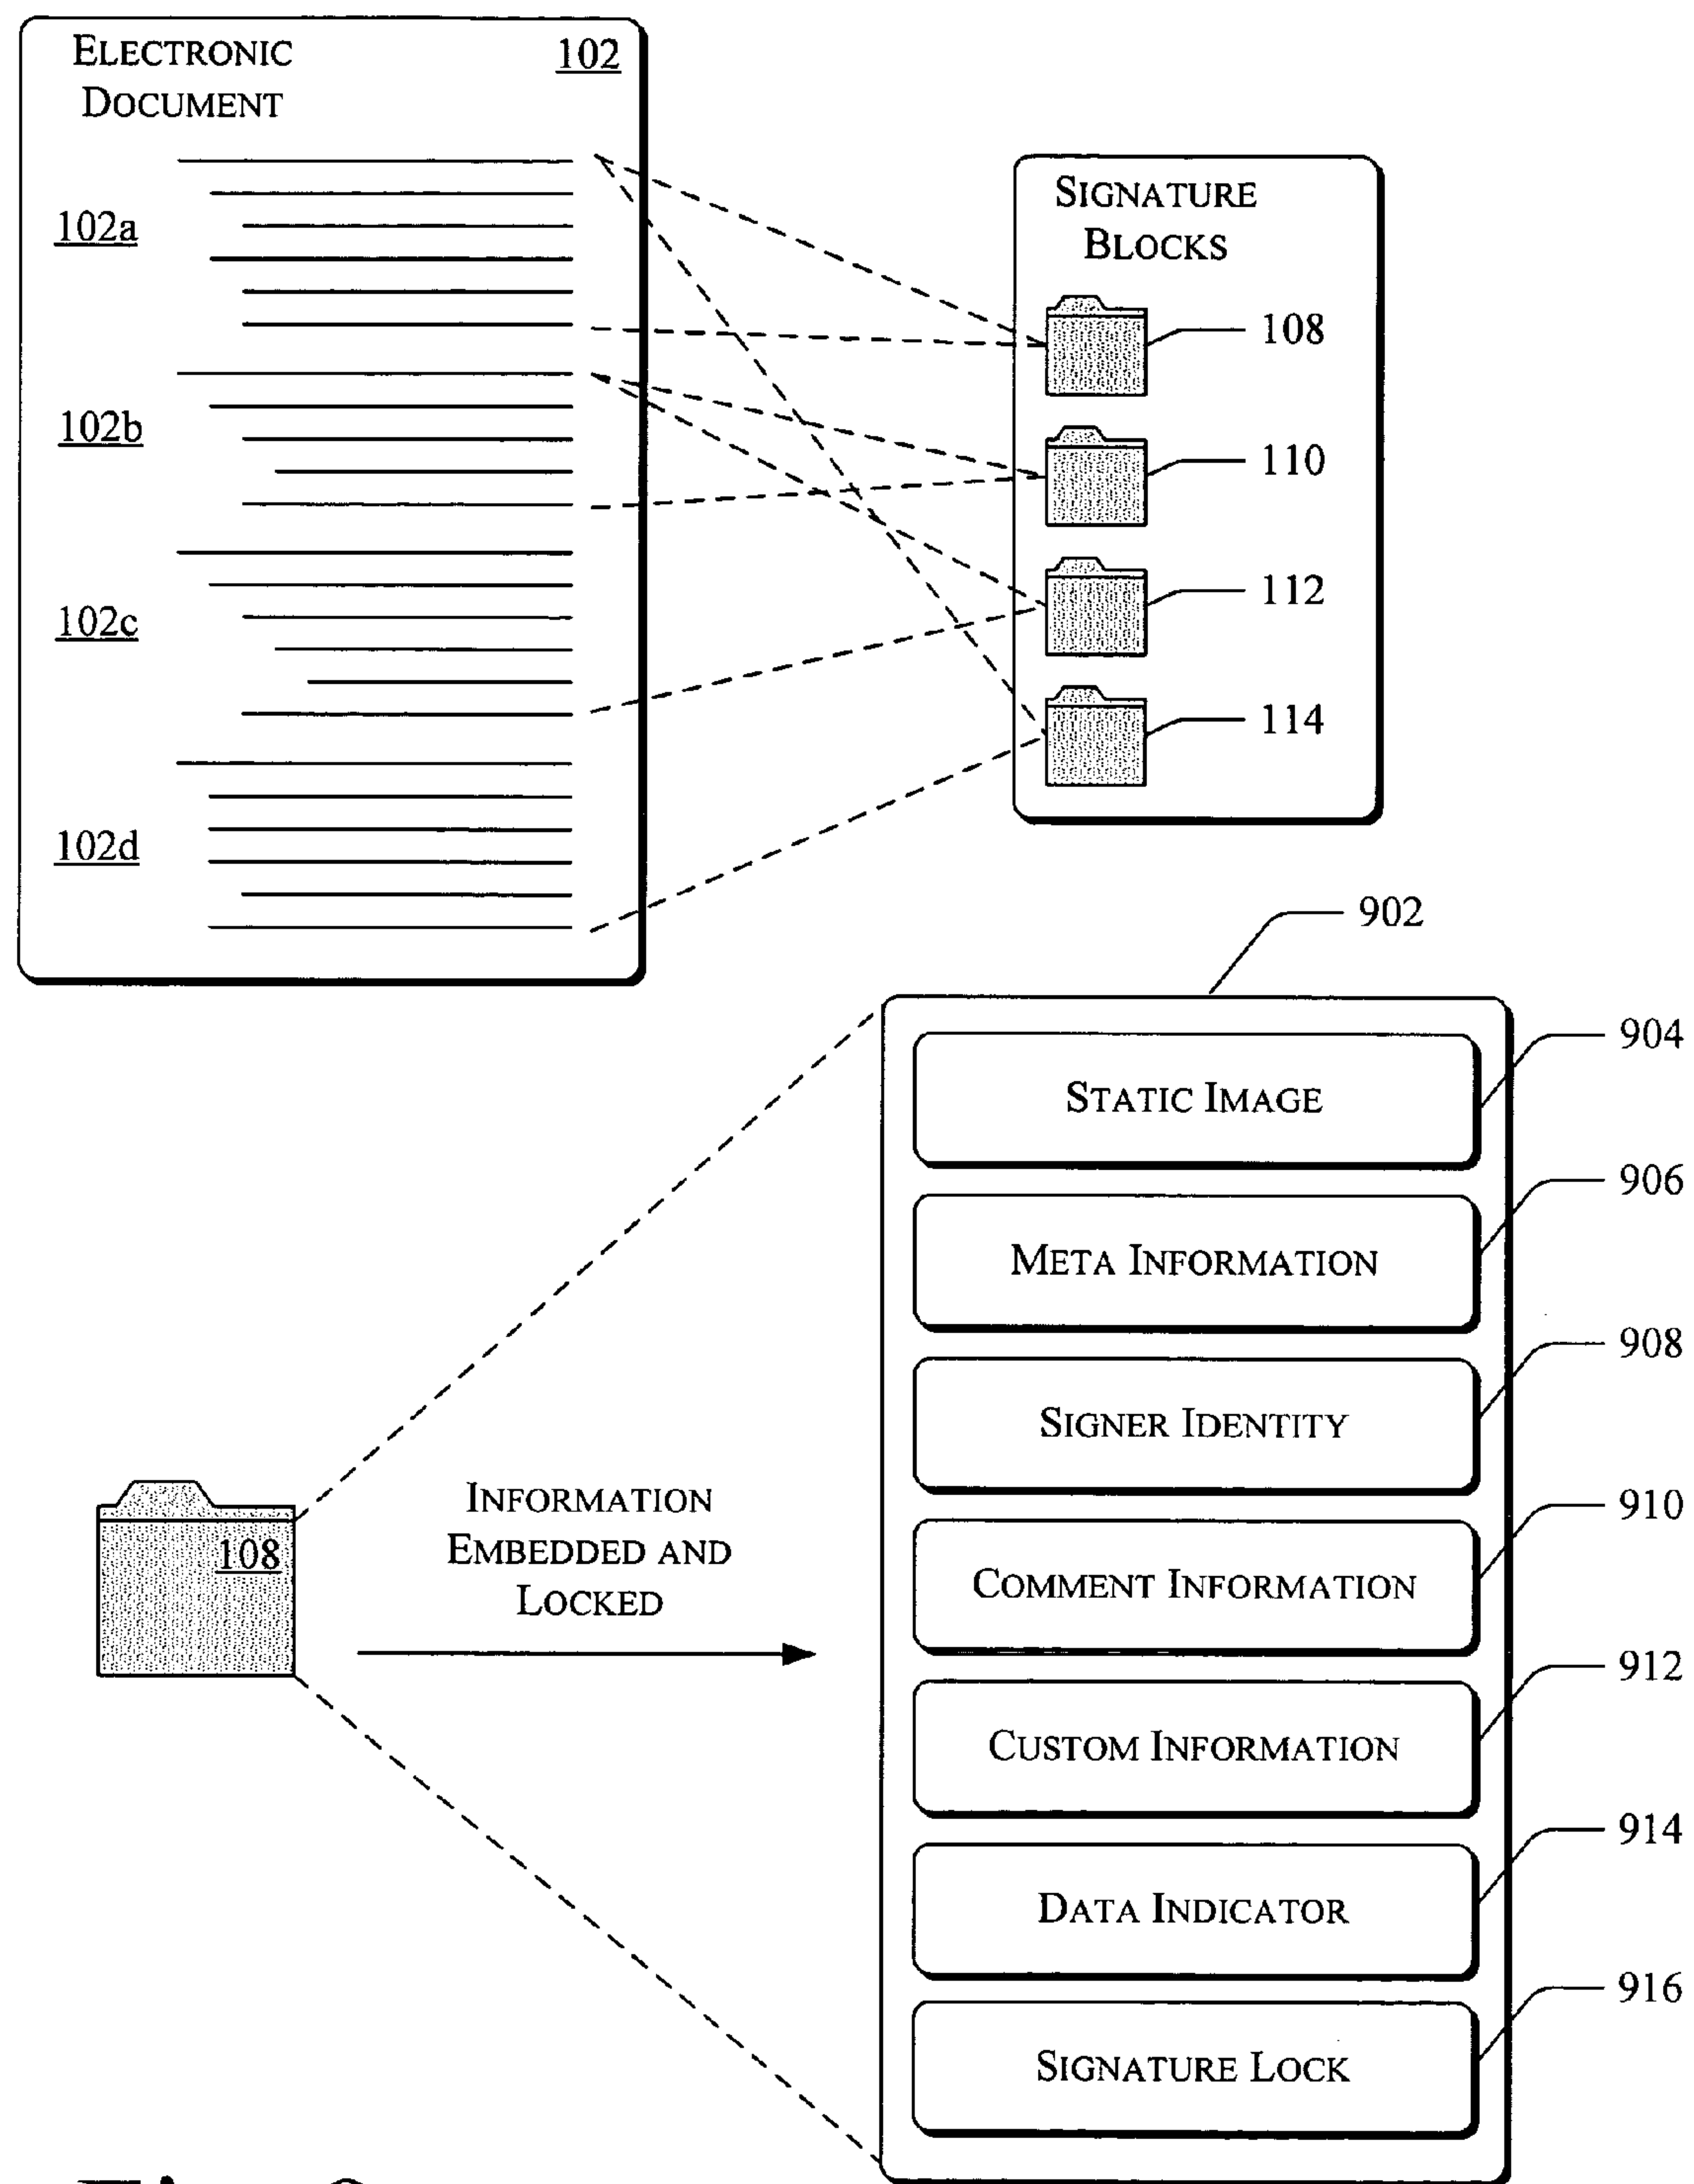 ELECTRONIC
DOCUMENT
102
102a
102b
102c
102d
SIGNATURE
BLOCKS
108
110
112
114
902
STATIC IMAGE
904
META INFORMATION
906
SIGNER IDENTITY
908
COMMENT INFORMATION
910
CUSTOM INFORMATION
912
DATA INDICATOR
914
SIGNATURE LOCK
916
108
INFORMATION
EMBEDDED AND
LOCKED